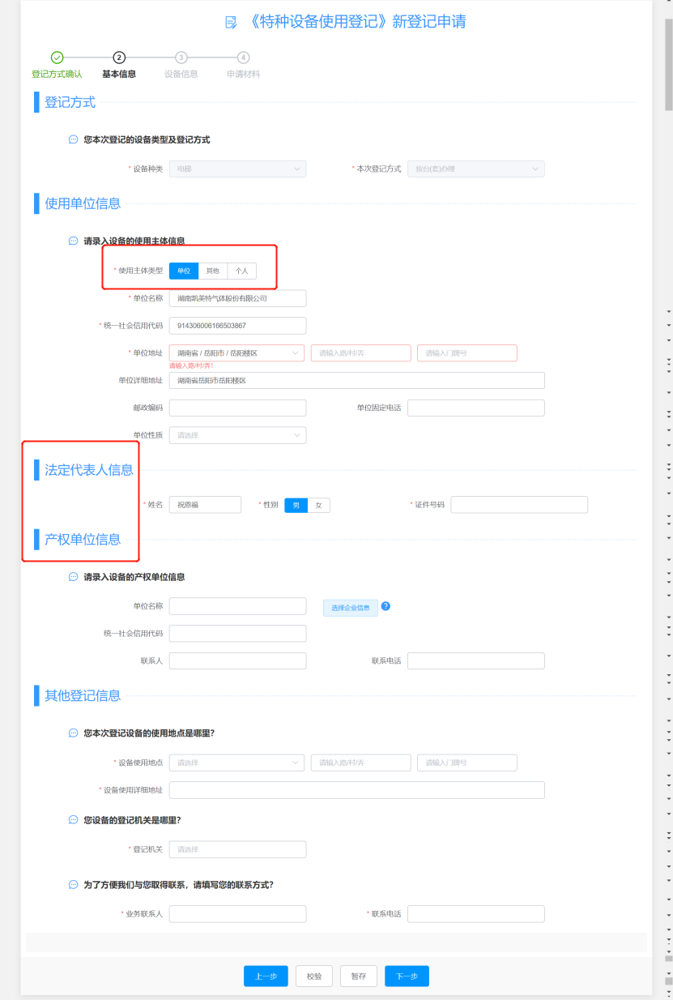 《特种设备使用登记》新登记申请
2 3 4
登记方式确认 基本信息 设备信息 申请材料
登记方式
您本次登记的设备类型及登记方式
* 设备种类 电梯 * 本次登记方式 按台(套)办理
使用单位信息
请录入设备的使用主体信息
* 使用主体类型 单位 其他 个人
* 单位名称 湖南凯美特气体股份有限公司
* 统一社会信用代码 914306006166503867
* 单位地址 湖南省 / 岳阳市 / 岳阳楼区 请输入路/村/弄 请输入门牌号
请输入路/村/弄!
单位详细地址 湖南省岳阳市岳阳楼区
邮政编码 单位固定电话
单位性质 请选择
法定代表人信息
* 姓名 祝恩福 * 性别 男 女 * 证件号码
产权单位信息
请录入设备的产权单位信息
单位名称 选择企业信息 ?
统一社会信用代码
联系人 联系电话
其他登记信息
您本次登记设备的使用地点是哪里?
* 设备使用地点 请选择 请输入路/村/弄 请输入门牌号
* 设备使用详细地址
您设备的登记机关是哪里?
* 登记机关 请选择
为了方便我们与您取得联系，请填写您的联系方式?
* 业务联系人 * 联系电话
上一步 校验 暂存 下一步